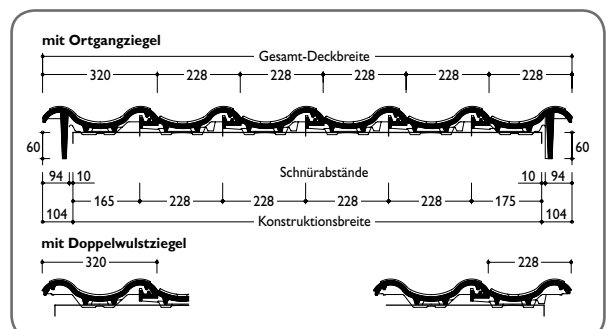 mit Ortgangziegel
Gesamt-Deckbreite
320 228 228 228 228 228
60 60
94 10 Schnürabstände 10 94
165 228 228 228 228 175
104 Konstruktionsbreite 104
mit Doppelwulstziegel
320 228